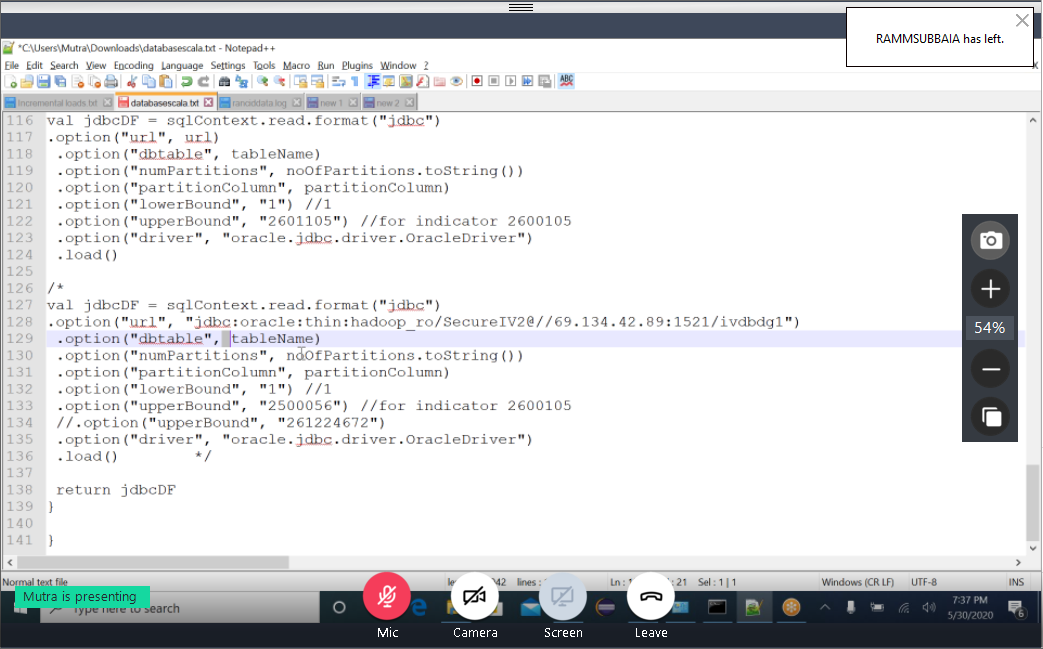 RAMMSUBBAIA has left.
*C:\Users\Mutra\Downloads\databasescala.txt - Notepad++
File Edit Search View Encoding Language Settings Tools Macro Run Plugins Window ?
Incremental loads.txt databasescala.txt ranoddata.log new 1 new 2
116 val jdbcDF = sqlContext.read.format("jdbc")
117 .option("url", url)
118 .option("dbtable", tableName)
119 .option("numPartitions", noOfPartitions.toString())
120 .option("partitionColumn", partitionColumn)
121 .option("lowerBound", "1") //1
122 .option("upperBound", "2601105") //for indicator 2600105
123 .option("driver", "oracle.jdbc.driver.OracleDriver")
124 .load()
125
126 /*
127 val jdbcDF = sqlContext.read.format("jdbc")
128 .option("url", "jdbc:oracle:thin:hadoop_ro/SecureIV2@//69.134.42.89:1521/ivdbdg1")
129 .option("dbtable", tableName)
130 .option("numPartitions", noOfPartitions.toString())
131 .option("partitionColumn", partitionColumn)
132 .option("lowerBound", "1") //1
133 .option("upperBound", "2500056") //for indicator 2600105
134 //.option("upperBound", "261224672")
135 .option("driver", "oracle.jdbc.driver.OracleDriver")
136 .load() */
137
138 return jdbcDF
139 }
140
141 }
54%
Normal text file lines : Ln : 21 Sel : 1 | 1 Windows (CR LF) UTF-8 INS
Mutra is presenting
Type here to search
7:37 PM
5/30/2020
6
Mic Camera Screen Leave